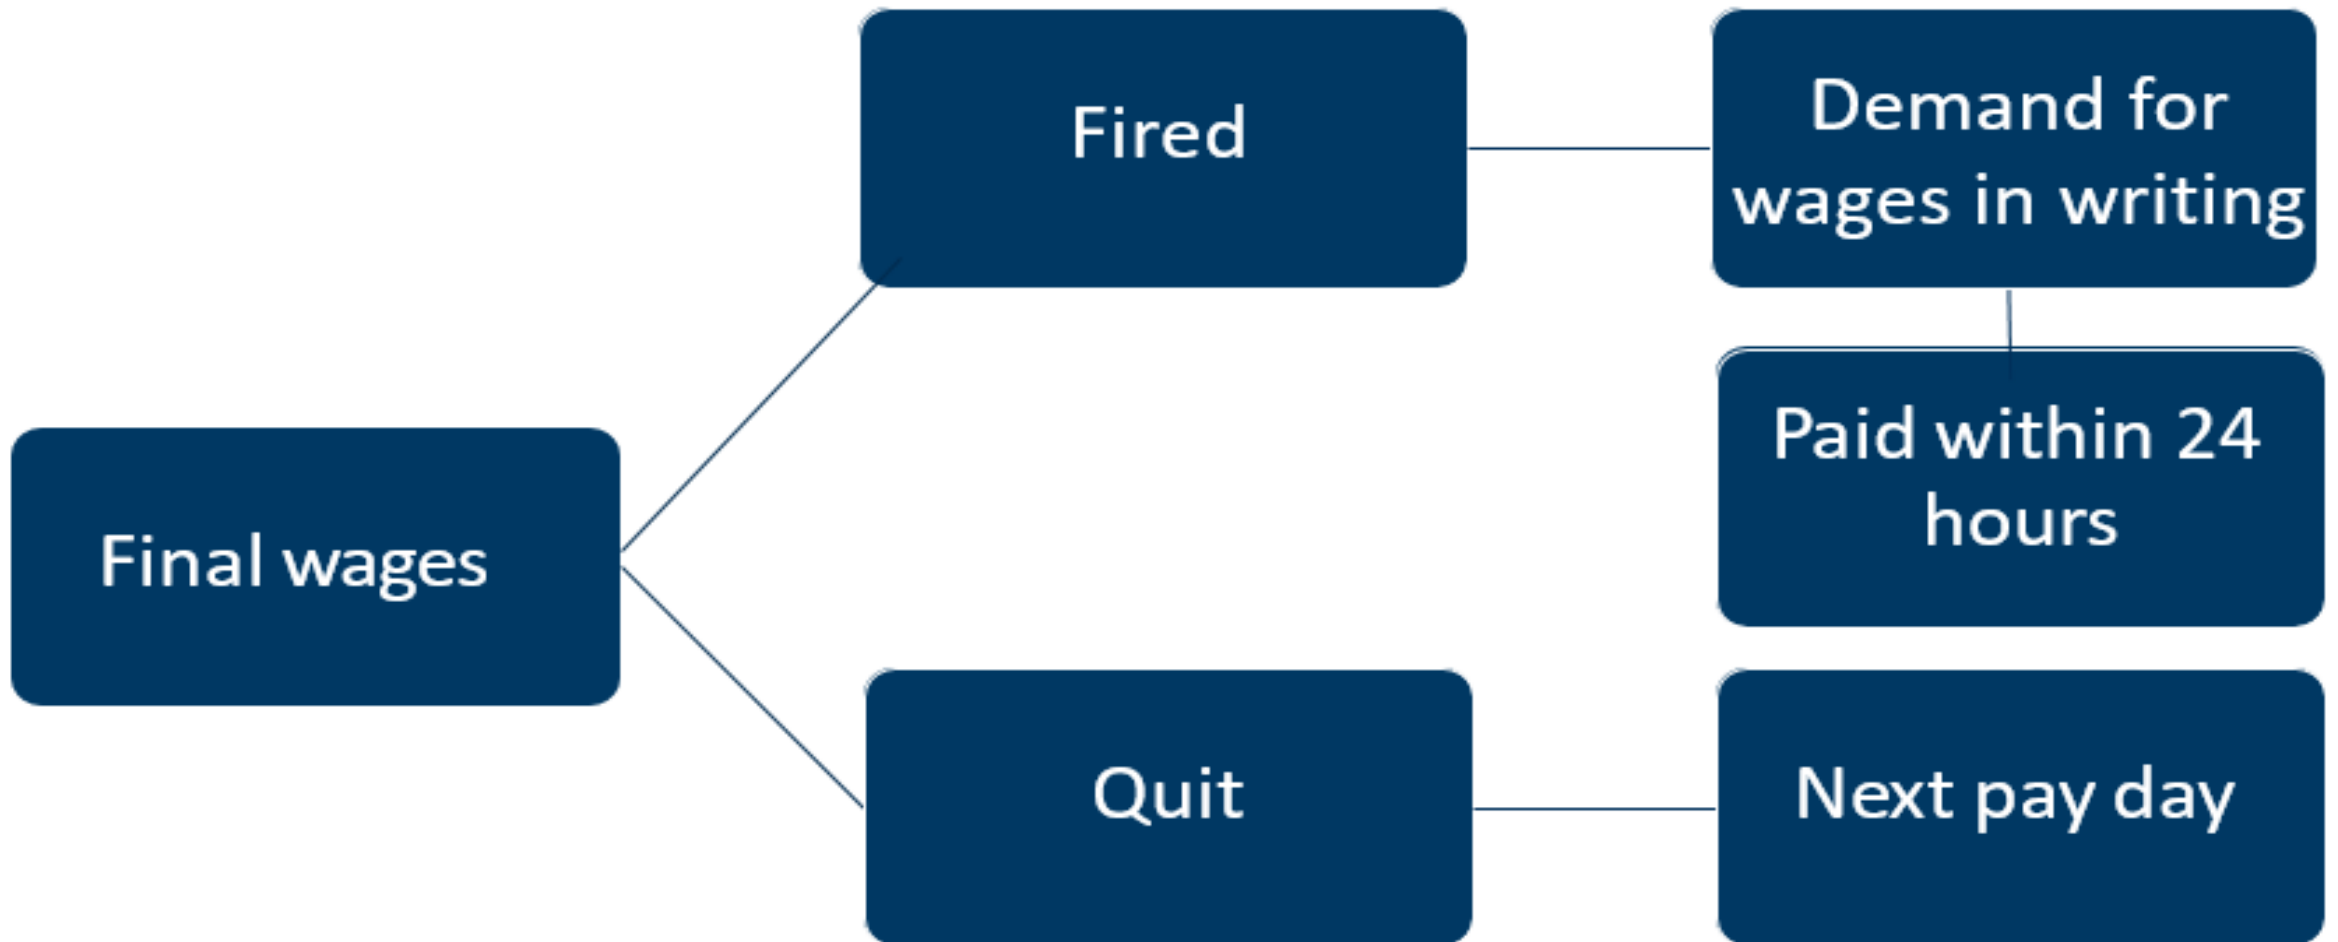 Fired
Demand for
wages in writing
Paid within 24
hours
Final wages
Quit
Next pay day